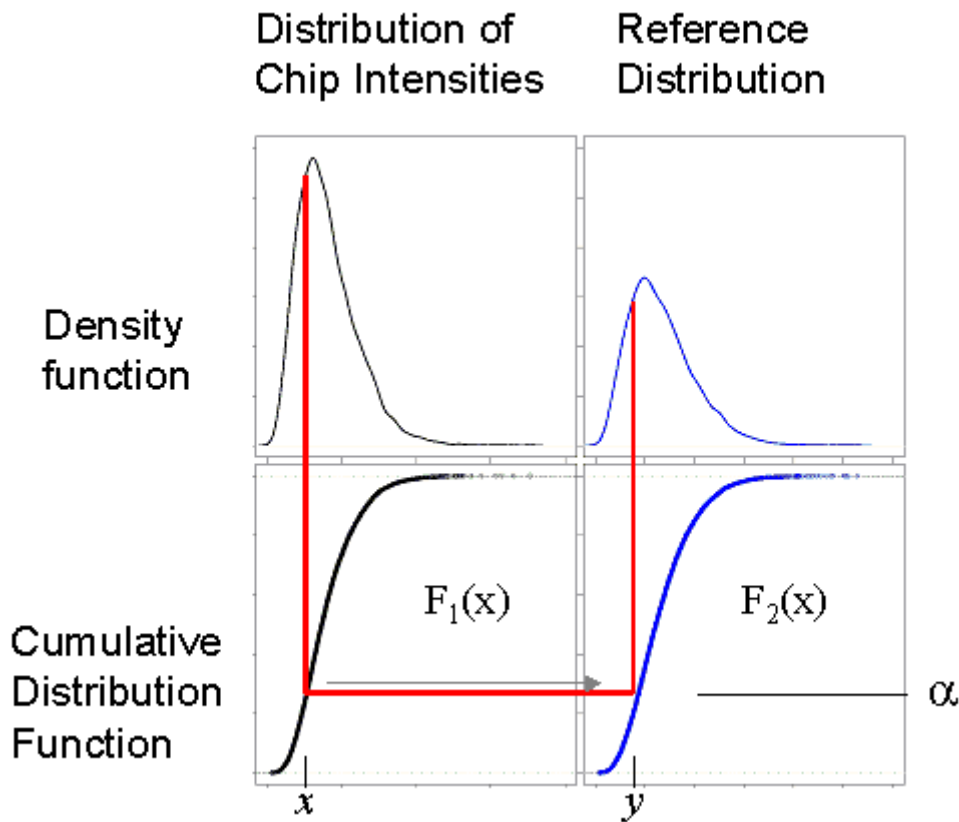 Distribution of
Chip Intensities
Reference
Distribution
Density
function
F₁(x)
F₂(x)
Cumulative
Distribution
Function
α
x
y